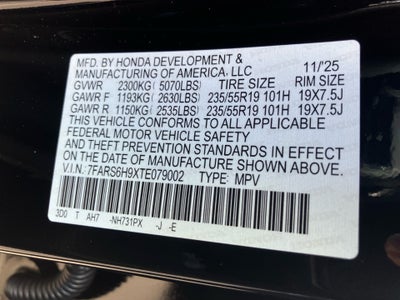 MFD. BY HONDA DEVELOPMENT &
MANUFACTURING OF AMERICA, LLC 11/'25
GVWR 2300KG ( 5070LBS) TIRE SIZE RIM SIZE
GAWR F 1193KG ( 2630LBS) 235/55R19 101H 19X7.5J
GAWR R 1150KG ( 2535LBS) 235/55R19 101H 19X7.5J
THIS VEHICLE CONFORMS TO ALL APPLICABLE
FEDERAL MOTOR VEHICLE SAFETY
AND THEFT PREVENTION STANDARDS IN EFFECT
ON THE DATE OF MANUFACTURE SHOWN ABOVE.
V.I.N. 7FARS6H9XTE079002 TYPE: MPV
3D0 T AH7 -NH731PX -J -E